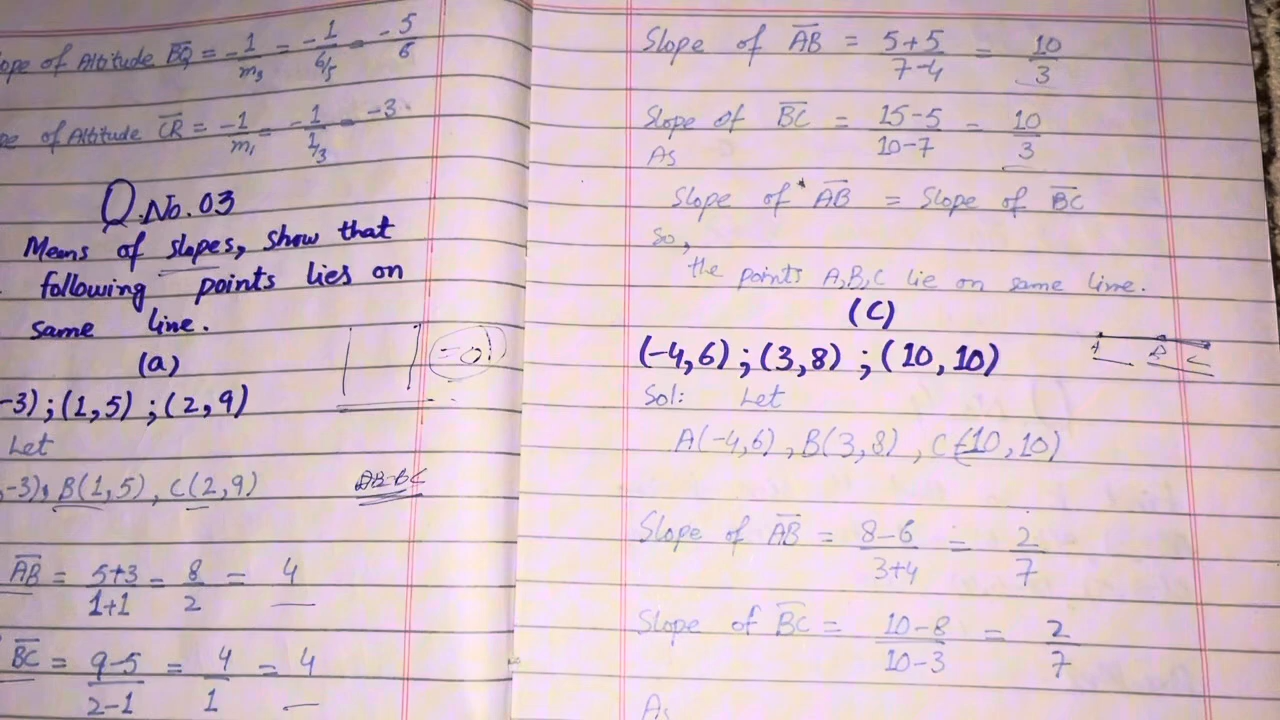 ope of Altitude BQ = -1/m₃ = -1/6/5 = -5/6
pe of Altitude CR = -1/m₁ = -1/1/3 = -3
Q.No.03
Means of slopes, show that
following points lies on
same line.
(a)
= 0
-3) ; (1,5) ; (2,9)
Let
-3), B(1,5), C(2,9)
AB = BC
AB = 5+3/1+1 = 8/2 = 4
BC = 9-5/2-1 = 4/1 = 4
Slope of AB = 5+5/7-4 = 10/3
Slope of BC = 15-5/10-7 = 10/3
As
Slope of AB = Slope of BC
So,
the points A,B,C lie on same line.
(C)
(-4,6) ; (3,8) ; (10,10)
A B C
Sol: Let
A(-4,6), B(3,8), C(10,10)
Slope of AB = 8-6/3+4 = 2/7
Slope of BC = 10-8/10-3 = 2/7
As